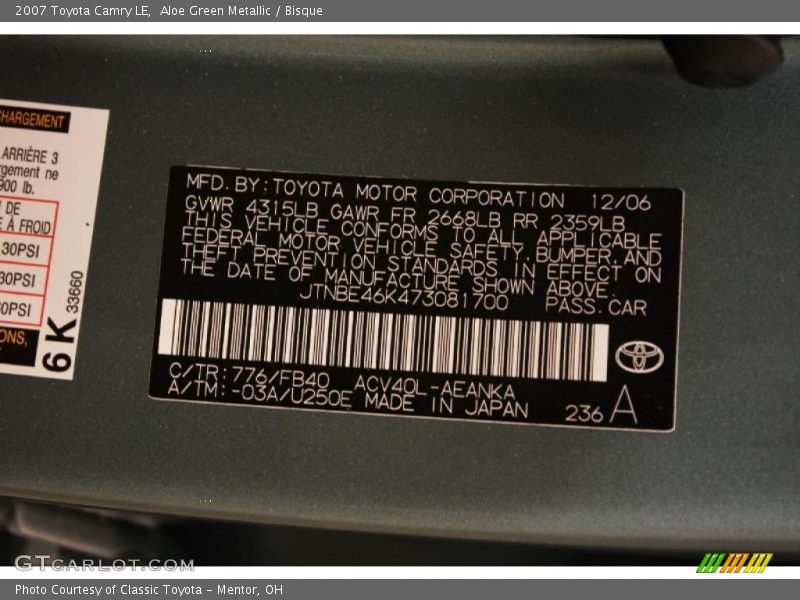 2007 Toyota Camry LE,  Aloe Green Metallic / Bisque
CHARGEMENT
ARRIÈRE 3
rgement ne
900 lb.
N DE
E À FROID
30PSI
30PSI
60PSI
ONS,
6 K 33660
MFD. BY: TOYOTA MOTOR CORPORATION 12/06
GVWR 4315LB GAWR FR 2668LB RR 2359LB
THIS VEHICLE CONFORMS TO ALL APPLICABLE
FEDERAL MOTOR VEHICLE SAFETY, BUMPER, AND
THEFT PREVENTION STANDARDS IN EFFECT ON
THE DATE OF MANUFACTURE SHOWN ABOVE.
JTNBE46K473081700 PASS. CAR
C/TR: 776/FB40 ACV40L-AEANKA
A/TM: -03A/U250E MADE IN JAPAN 236 A
GTCARLOT.COM
Photo Courtesy of Classic Toyota - Mentor, OH